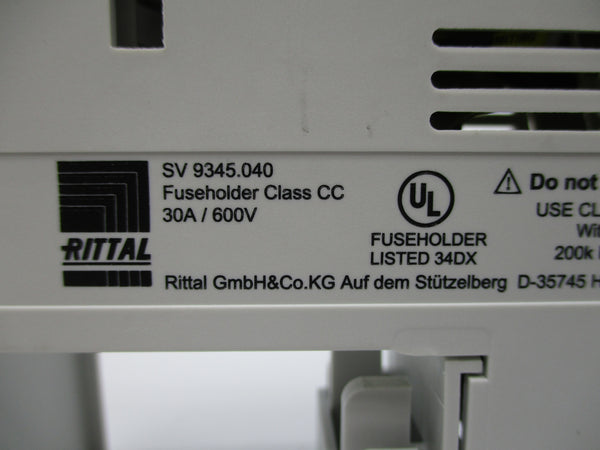 RITTAL
SV 9345.040
Fuseholder Class CC
30A / 600V
UL
FUSEHOLDER
LISTED 34DX
Do not
USE CL
Wit
200k
Rittal GmbH&Co.KG Auf dem Stützelberg D-35745 H